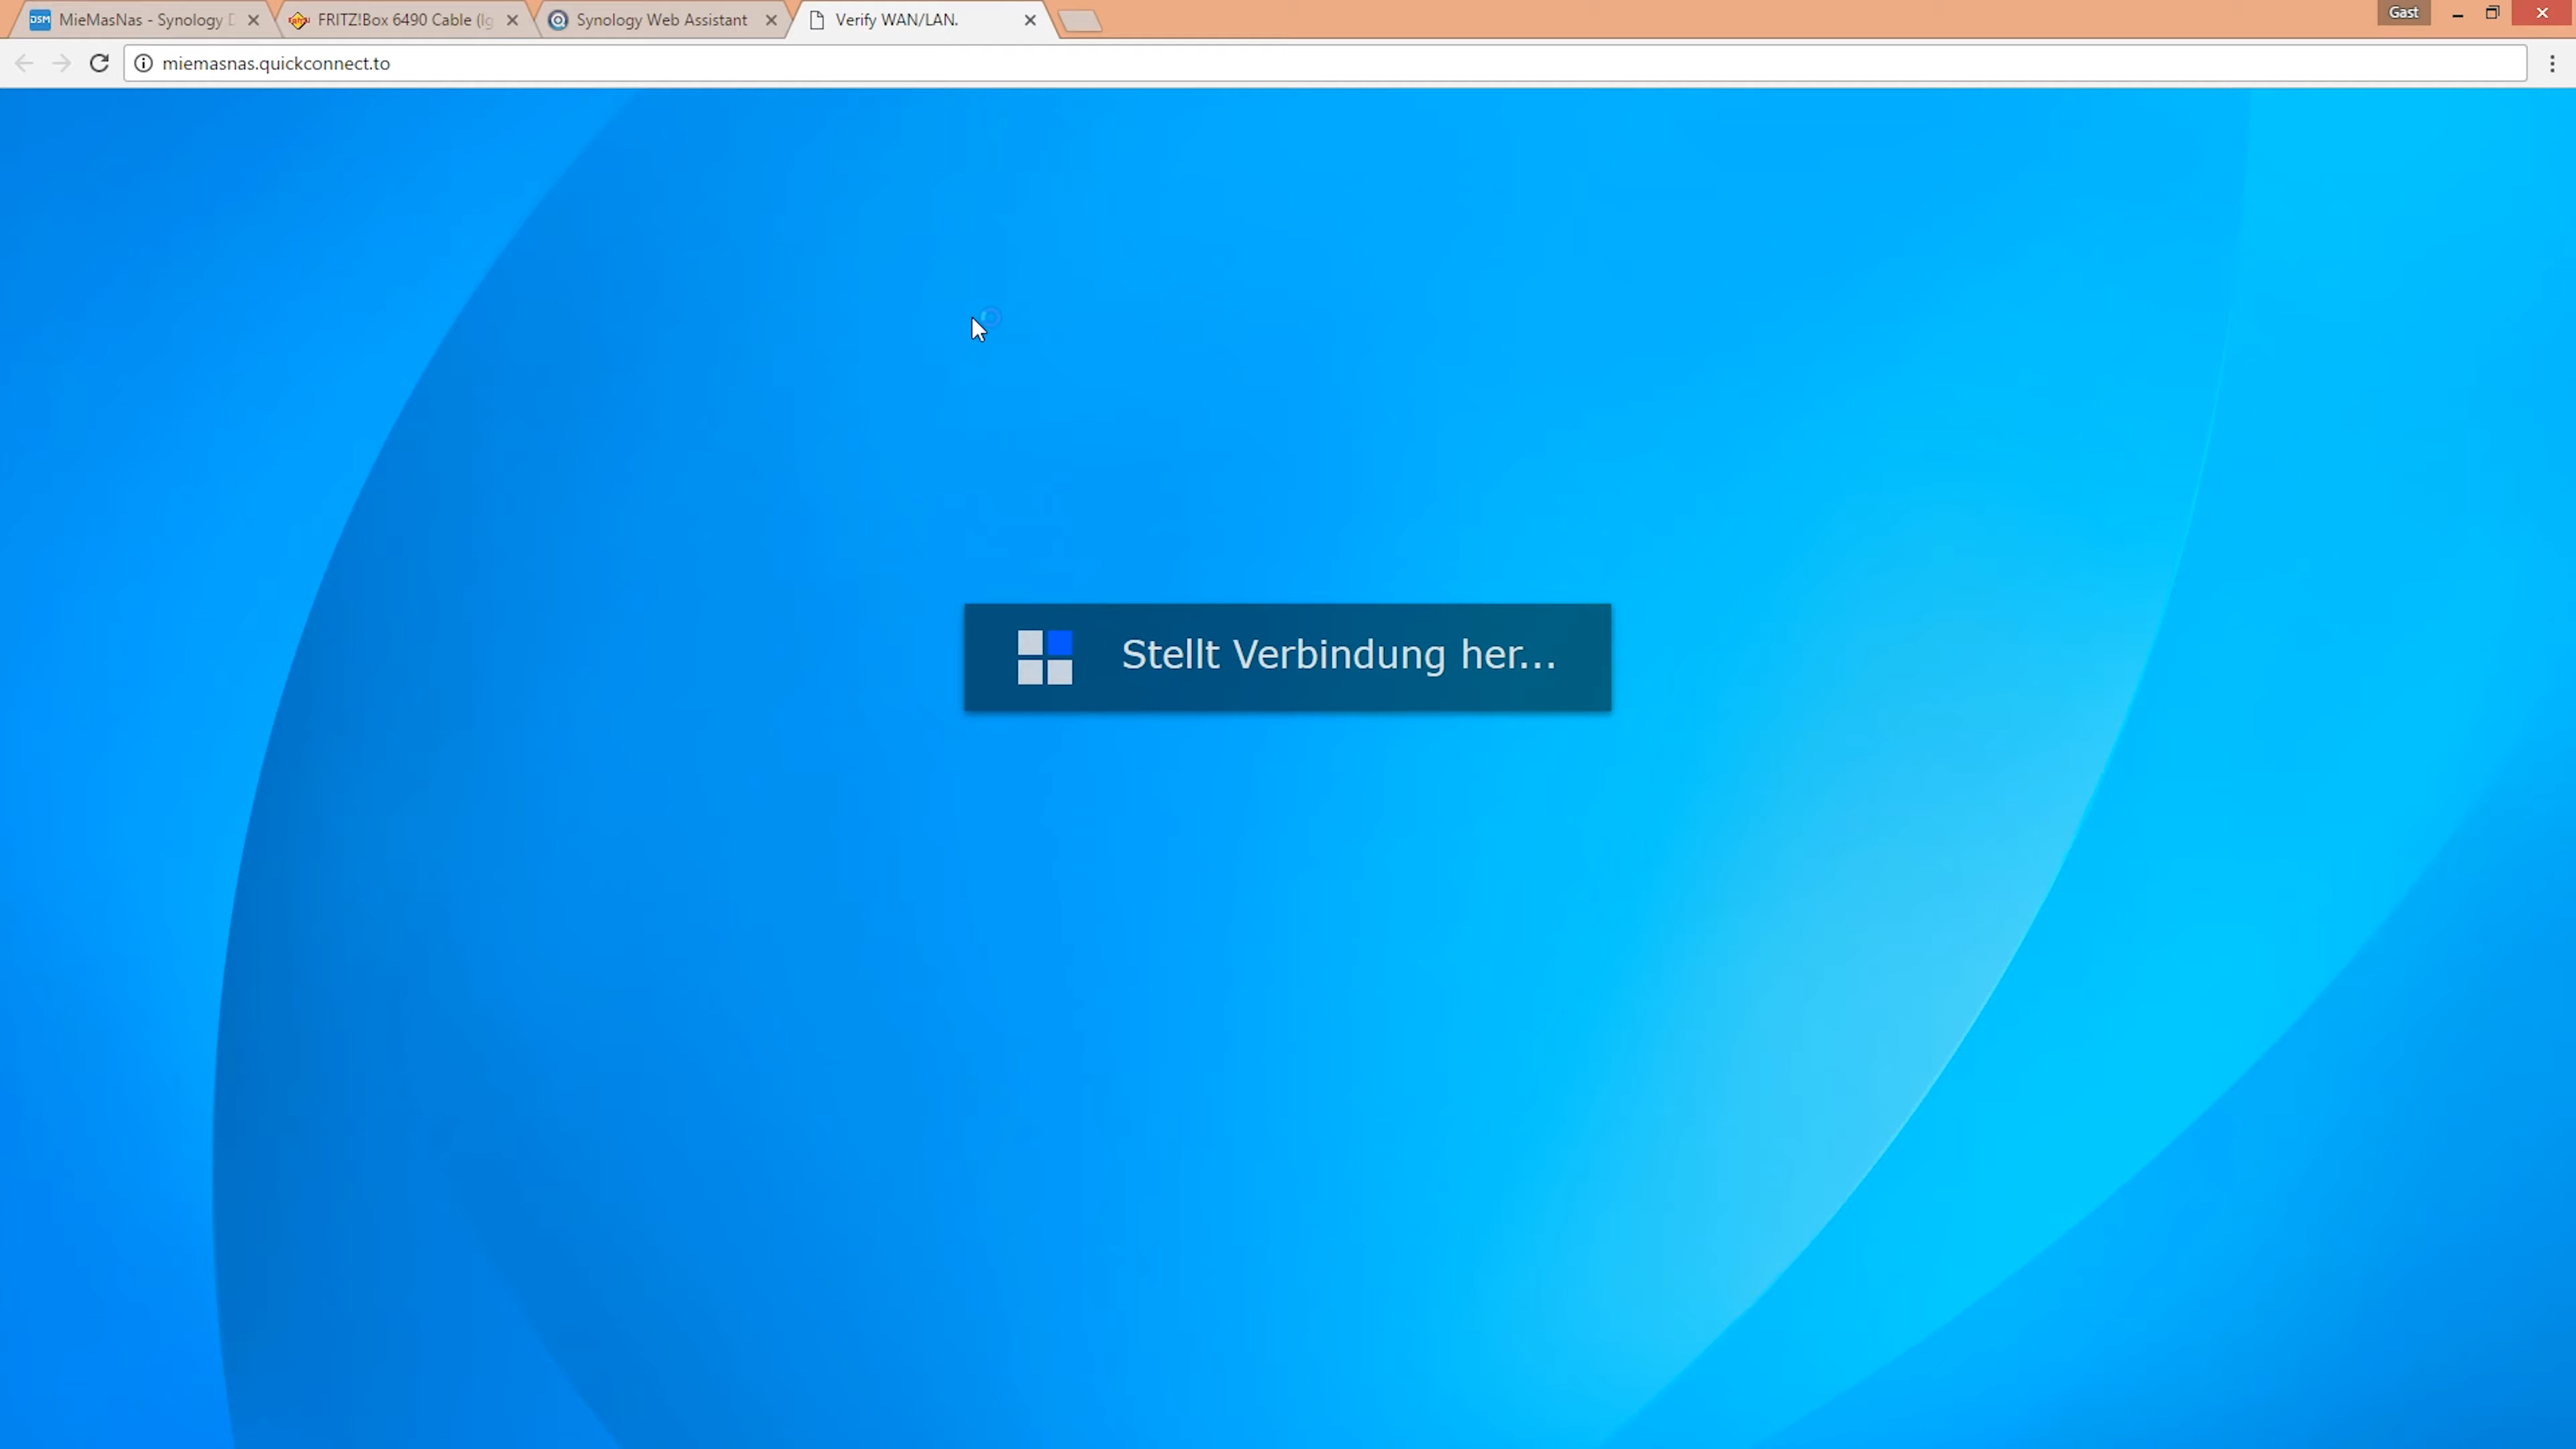 DSM MieMasNas - Synology D
FRITZ!Box 6490 Cable (lg
Synology Web Assistant
Verify WAN/LAN.
Gast
miemasnas.quickconnect.to
Stellt Verbindung her...